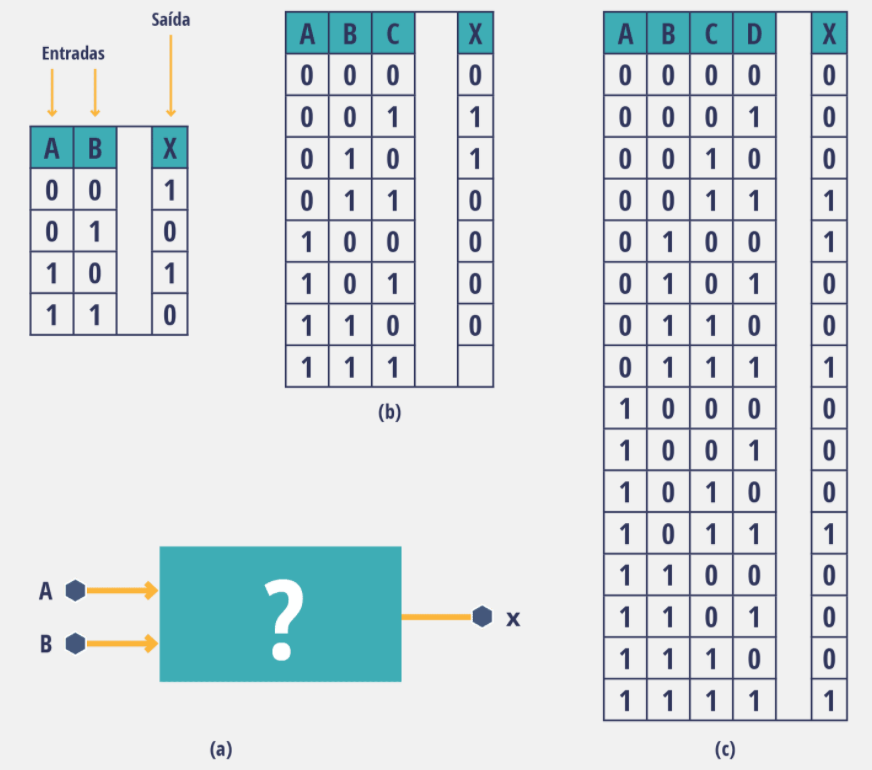 Saída
Entradas
A B X
0 0 1
0 1 0
1 0 1
1 1 0
A B C X
0 0 0 0
0 0 1 1
0 1 0 1
0 1 1 0
1 0 0 0
1 0 1 0
1 1 0 0
1 1 1
(b)
A B C D X
0 0 0 0 0
0 0 0 1 0
0 0 1 0 0
0 0 1 1 1
0 1 0 0 1
0 1 0 1 0
0 1 1 0 0
0 1 1 1 1
1 0 0 0 0
1 0 0 1 0
1 0 1 0 0
1 0 1 1 1
1 1 0 0 0
1 1 0 1 0
1 1 1 0 0
1 1 1 1 1
(c)
A
B
?
x
(a)